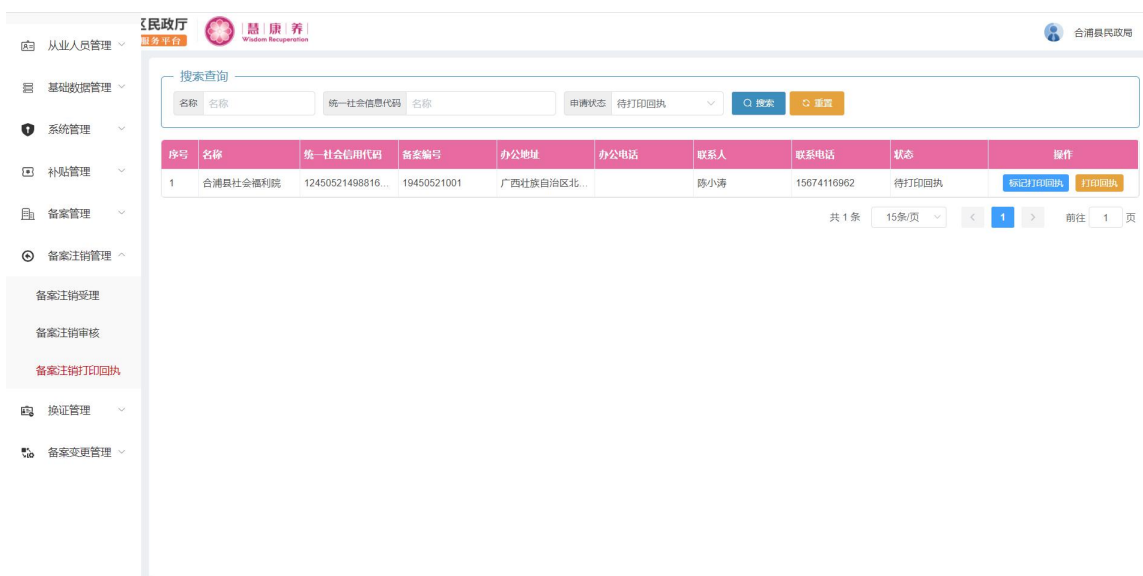 区民政厅
服务平台
慧康养
Wisdom Recuperation
合浦县民政局
从业人员管理
基础数据管理
系统管理
补贴管理
备案管理
备案注销管理
备案注销受理
备案注销审核
备案注销打印回执
换证管理
备案变更管理
搜索查询
名称 名称 统一社会信息代码 名称 申请状态 待打印回执 搜索 重置
序号 名称 统一社会信用代码 备案编号 办公地址 办公电话 联系人 联系电话 状态 操作
1 合浦县社会福利院 12450521498816... 19450521001 广西壮族自治区北... 陈小涛 15674116962 待打印回执 标记打印回执 打印回执
共 1 条 15条/页 < 1 > 前往 1 页